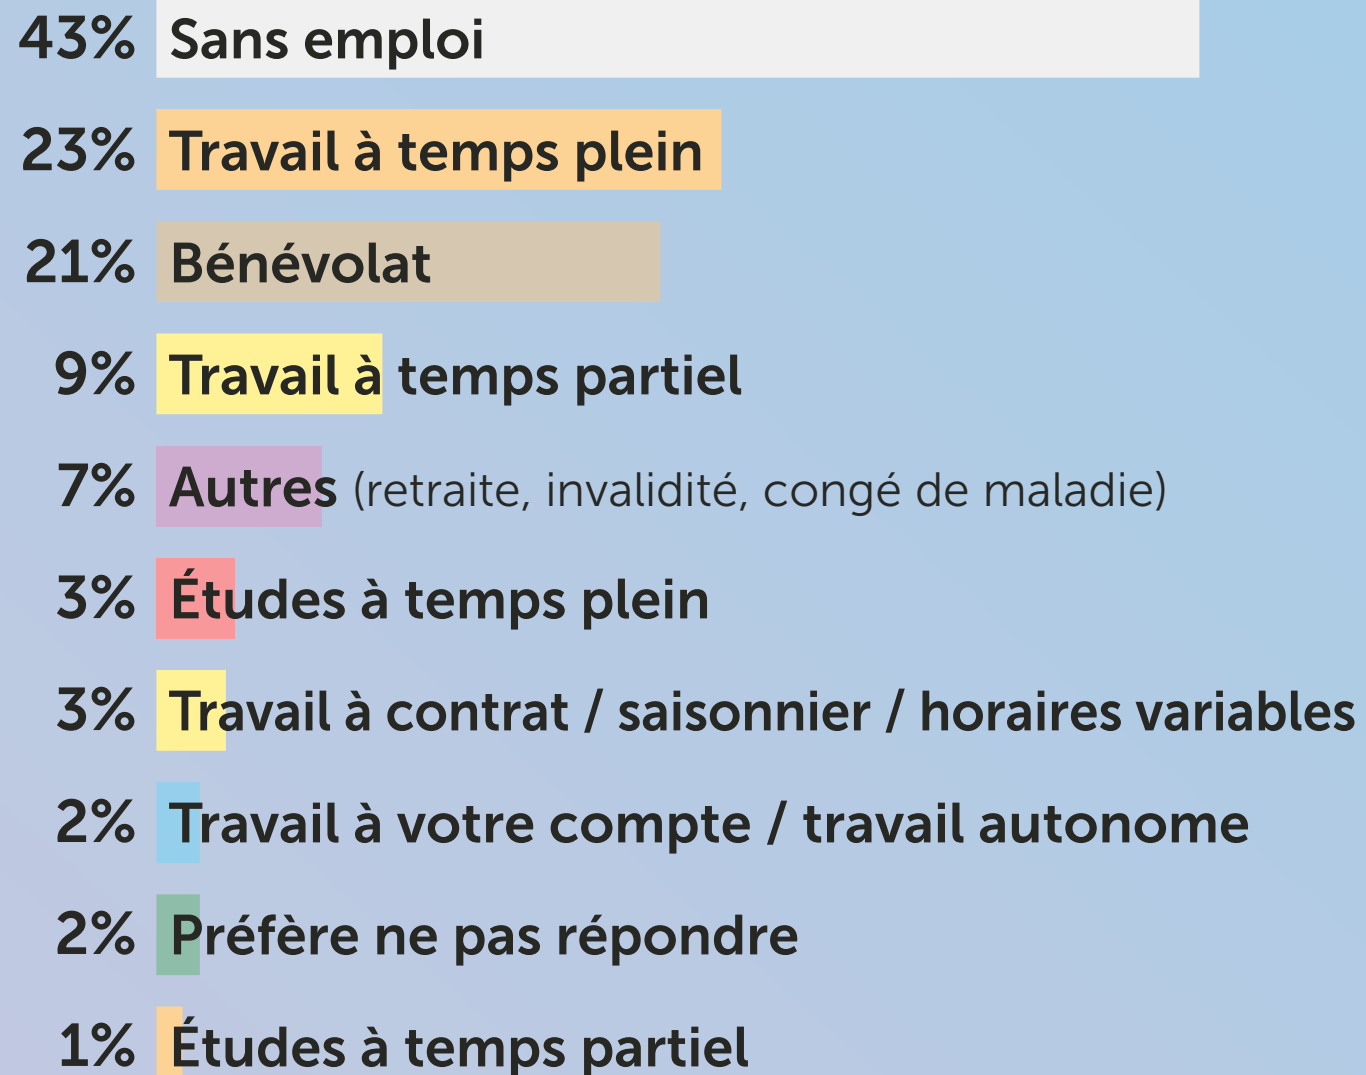 43% Sans emploi
23% Travail à temps plein
21% Bénévolat
9% Travail à temps partiel
7% Autres (retraite, invalidité, congé de maladie)
3% Études à temps plein
3% Travail à contrat / saisonnier / horaires variables
2% Travail à votre compte / travail autonome
2% Préfère ne pas répondre
1% Études à temps partiel